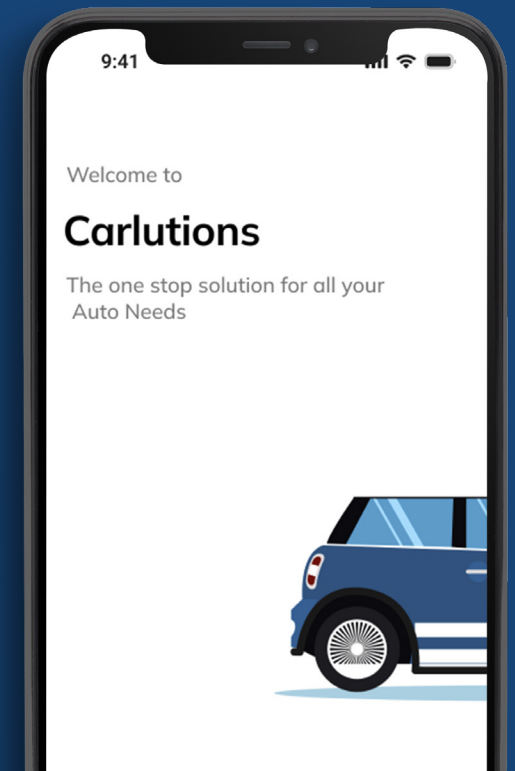 9:41
Welcome to
Carlutions
The one stop solution for all your
Auto Needs